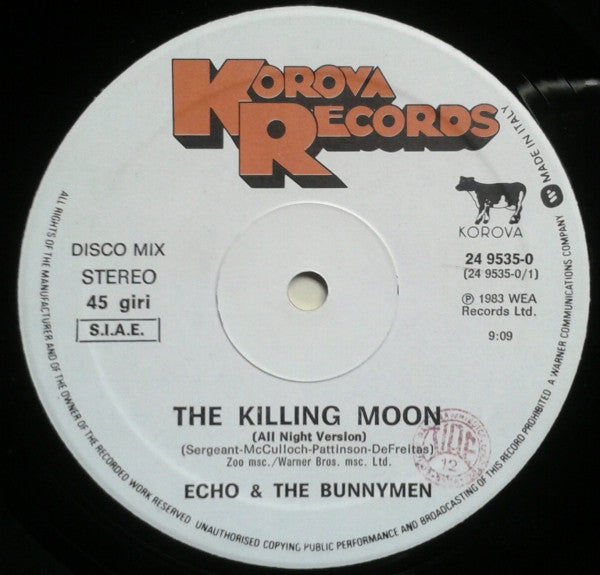 KOROVA
RECORDS
MADE IN ITALY
KOROVA
DISCO MIX
STEREO
45 giri
S.I.A.E.
24 9535-0
(24 9535-0/1)
℗ 1983 WEA
Records Ltd.
9:09
THE KILLING MOON
(All Night Version)
(Sergeant-McCulloch-Pattinson-DeFreitas)
Zoo msc./Warner Bros. msc. Ltd.
ECHO & THE BUNNYMEN
12
ALL RIGHTS OF THE MANUFACTURER AND OF THE OWNER OF THE RECORDED WORK RESERVED UNAUTHORISED COPYING PUBLIC PERFORMANCE AND BROADCASTING OF THIS RECORD PROHIBITED A WARNER COMMUNICATIONS COMPANY